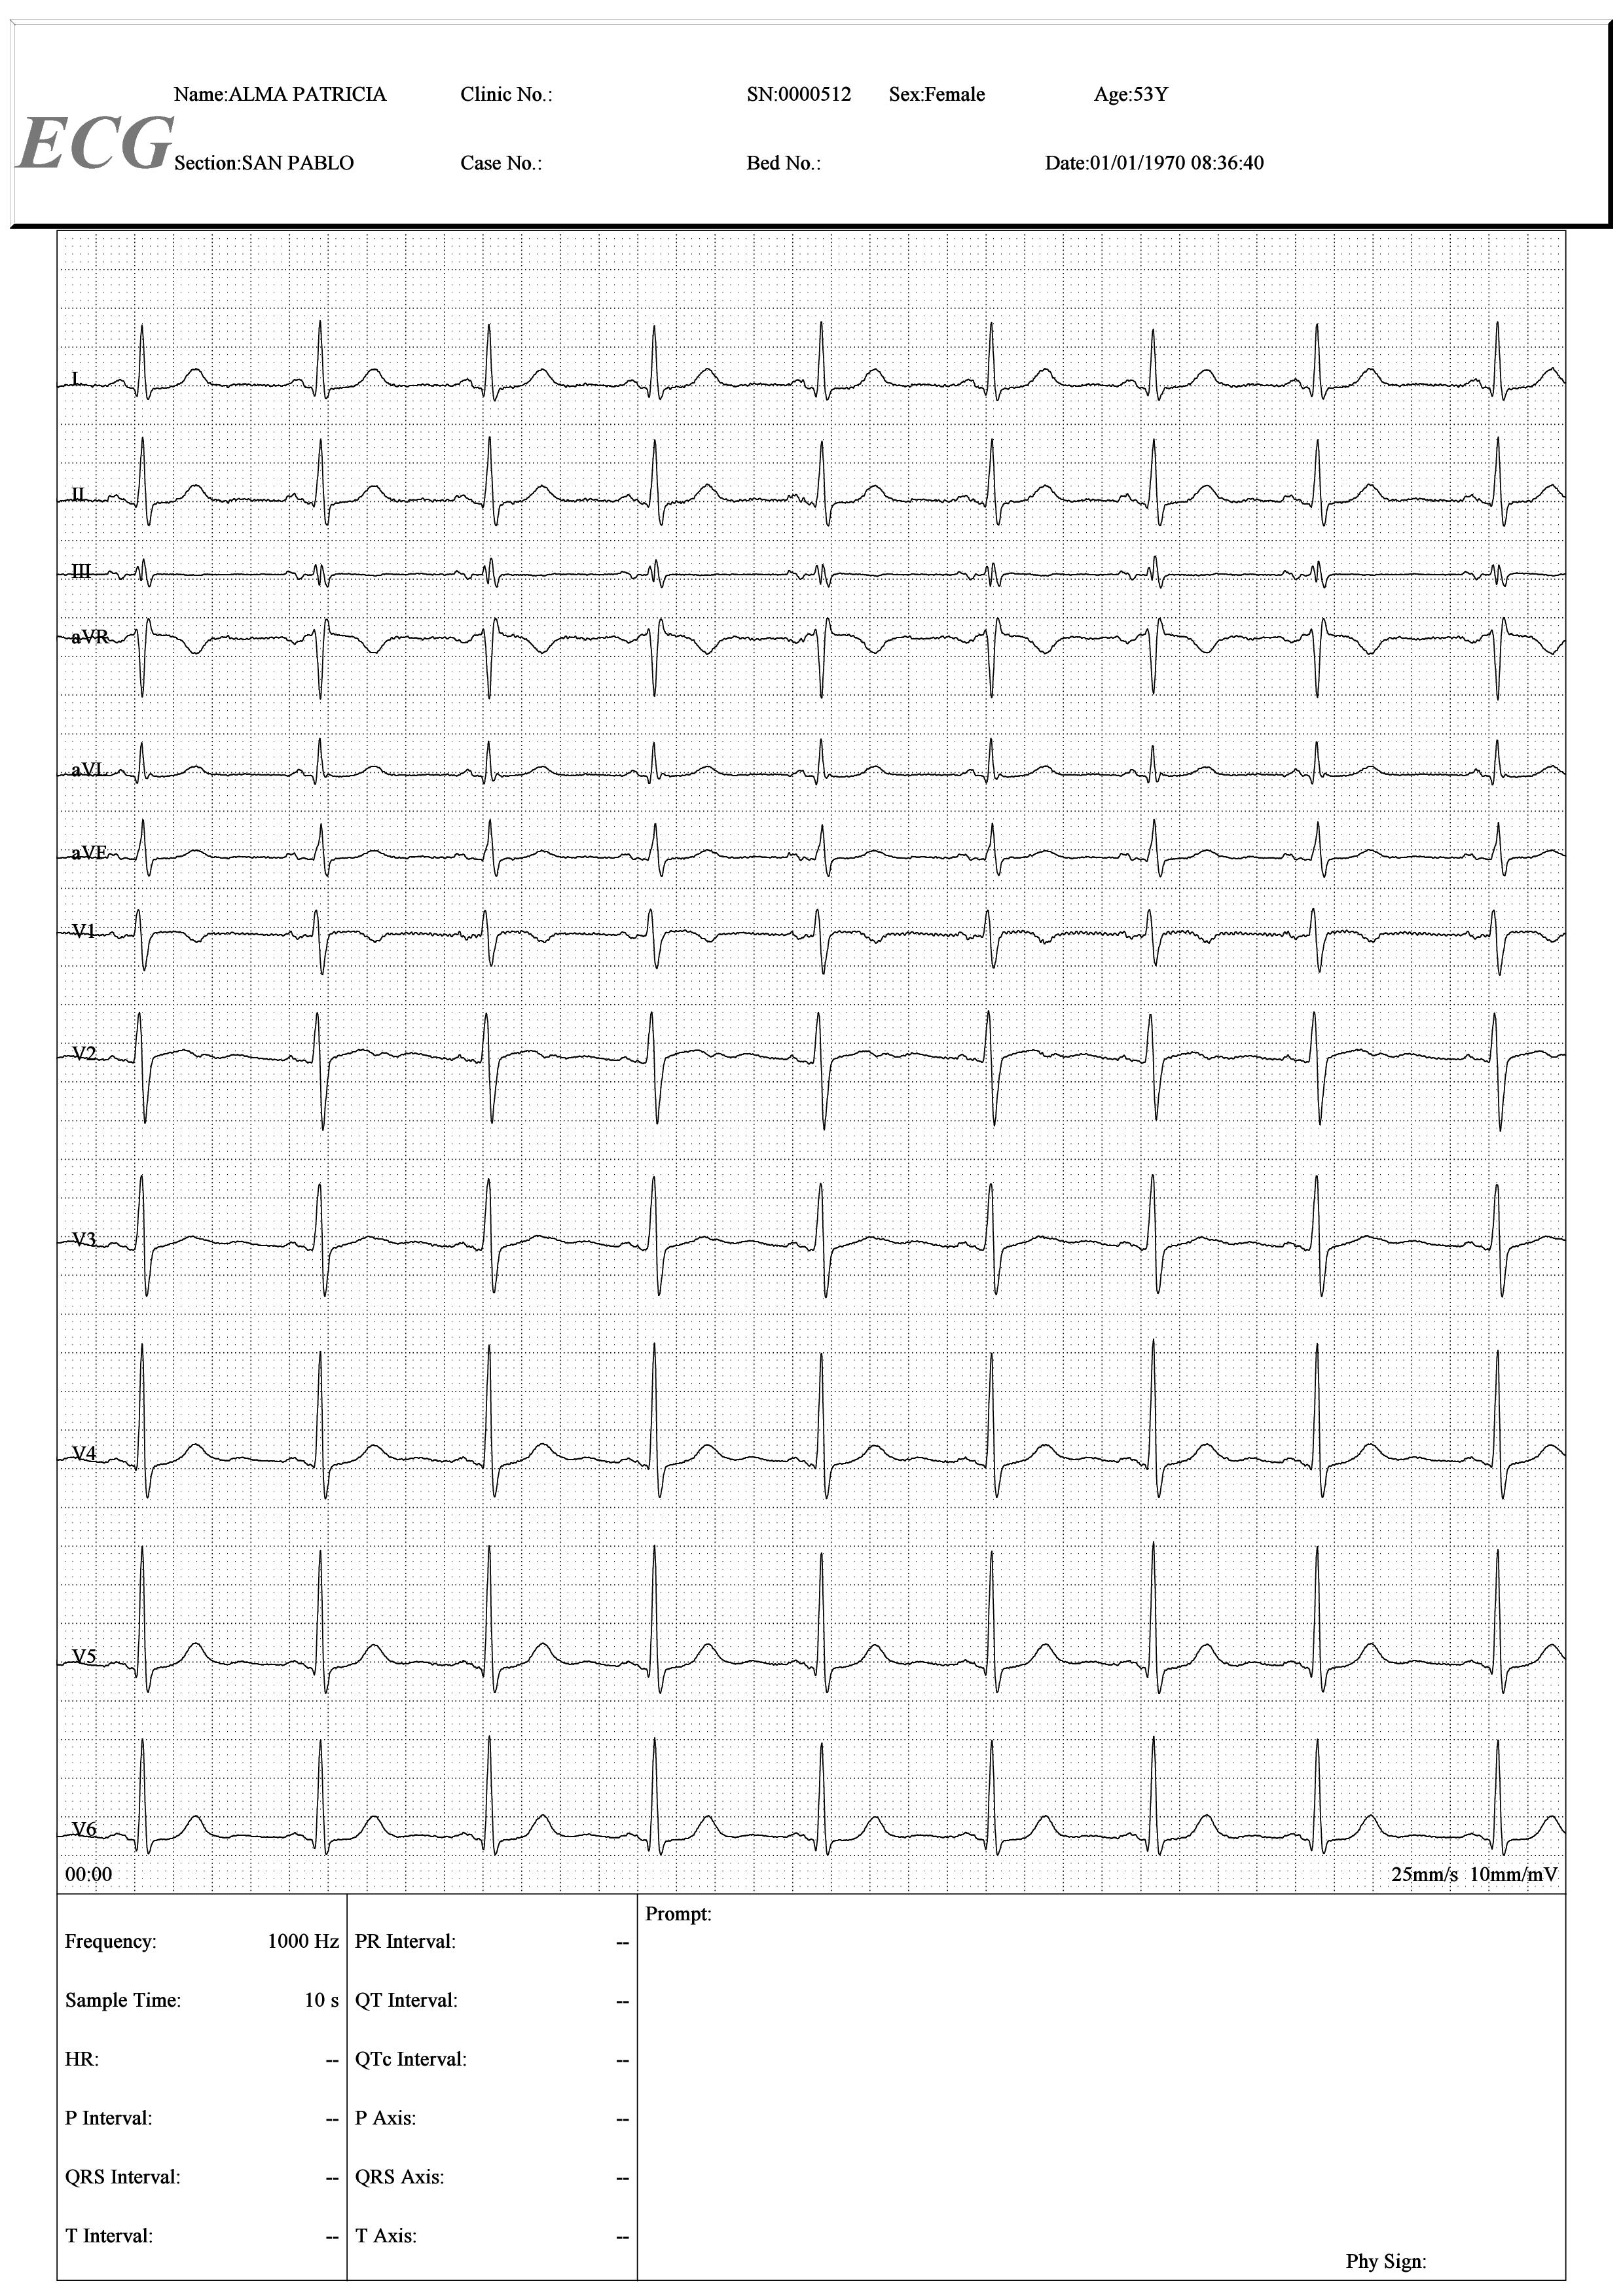 ECG
Name:ALMA PATRICIA Clinic No.: SN:0000512 Sex:Female Age:53Y
Section:SAN PABLO Case No.: Bed No.: Date:01/01/1970 08:36:40
I
II
III
aVR
aVL
aVF
V1
V2
V3
V4
V5
V6
00:00 25mm/s 10mm/mV
Prompt:
Frequency: 1000 Hz PR Interval: --
Sample Time: 10 s QT Interval: --
HR: -- QTc Interval: --
P Interval: -- P Axis: --
QRS Interval: -- QRS Axis: --
T Interval: -- T Axis: --
Phy Sign: